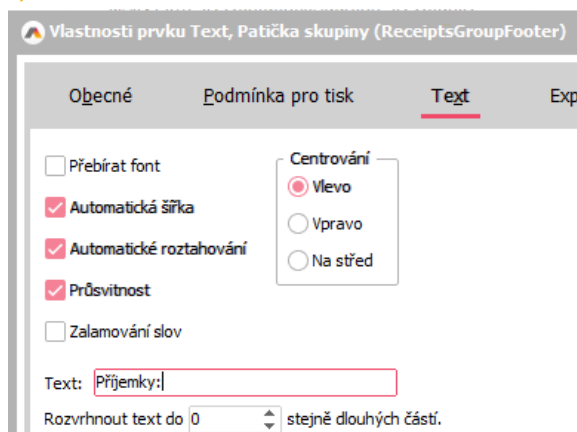 Vlastnosti prvku Text, Patička skupiny (ReceiptsGroupFooter)
Obecné Podmínka pro tisk Text Exp
Přebírat font
Automatická šířka
Automatické roztahování
Průsvitnost
Zalamování slov
Centrování
Vlevo
Vpravo
Na střed
Text: Příjemky:
Rozvrhnout text do 0 stejně dlouhých částí.